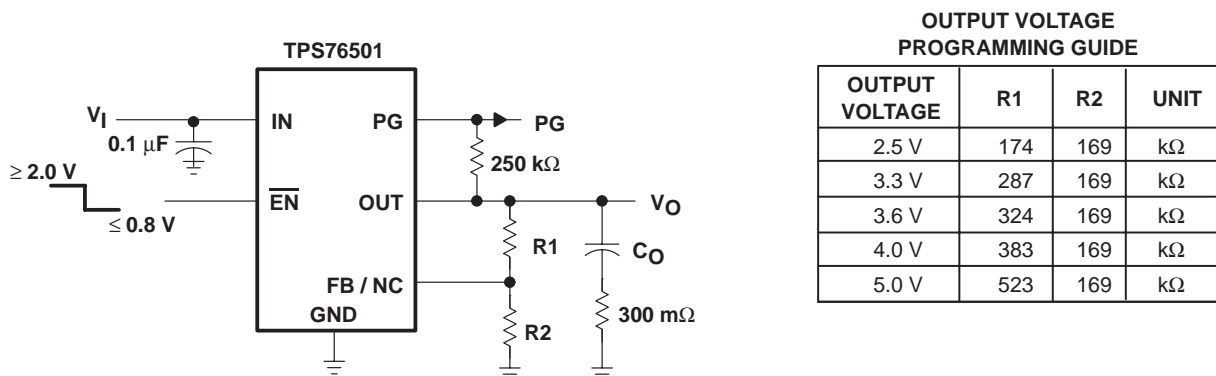 TPS76501
V_I
0.1 μF
IN
PG
PG
250 kΩ
≥ 2.0 V
≤ 0.8 V
E̅N̅
OUT
V_O
R1
C_O
FB / NC
GND
R2
300 mΩ
OUTPUT VOLTAGE
PROGRAMMING GUIDE
OUTPUT VOLTAGE R1 R2 UNIT
2.5 V 174 169 kΩ
3.3 V 287 169 kΩ
3.6 V 324 169 kΩ
4.0 V 383 169 kΩ
5.0 V 523 169 kΩ